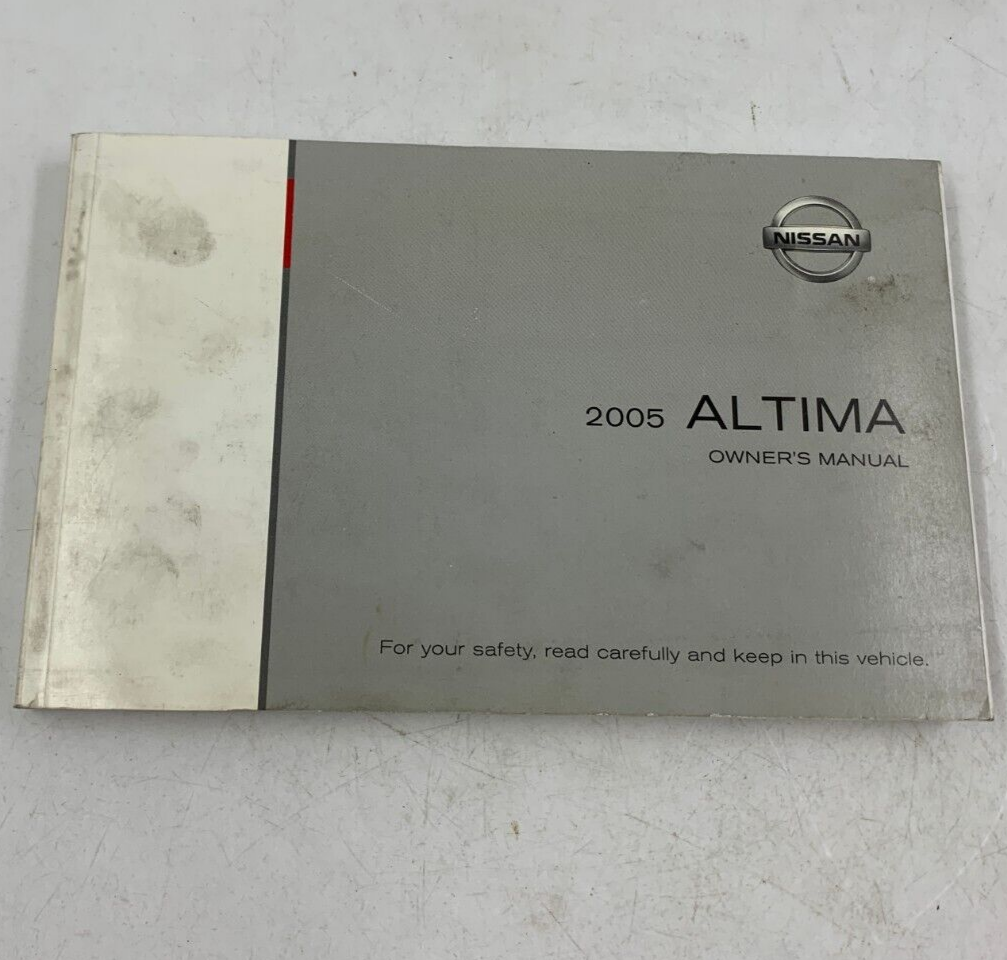 NISSAN
2005 ALTIMA
OWNER'S MANUAL
For your safety, read carefully and keep in this vehicle.